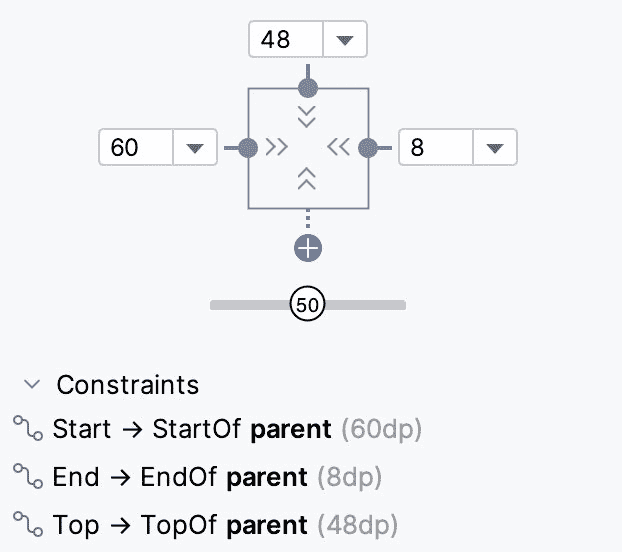 48
60
8
50
Constraints
Start → StartOf parent (60dp)
End → EndOf parent (8dp)
Top → TopOf parent (48dp)